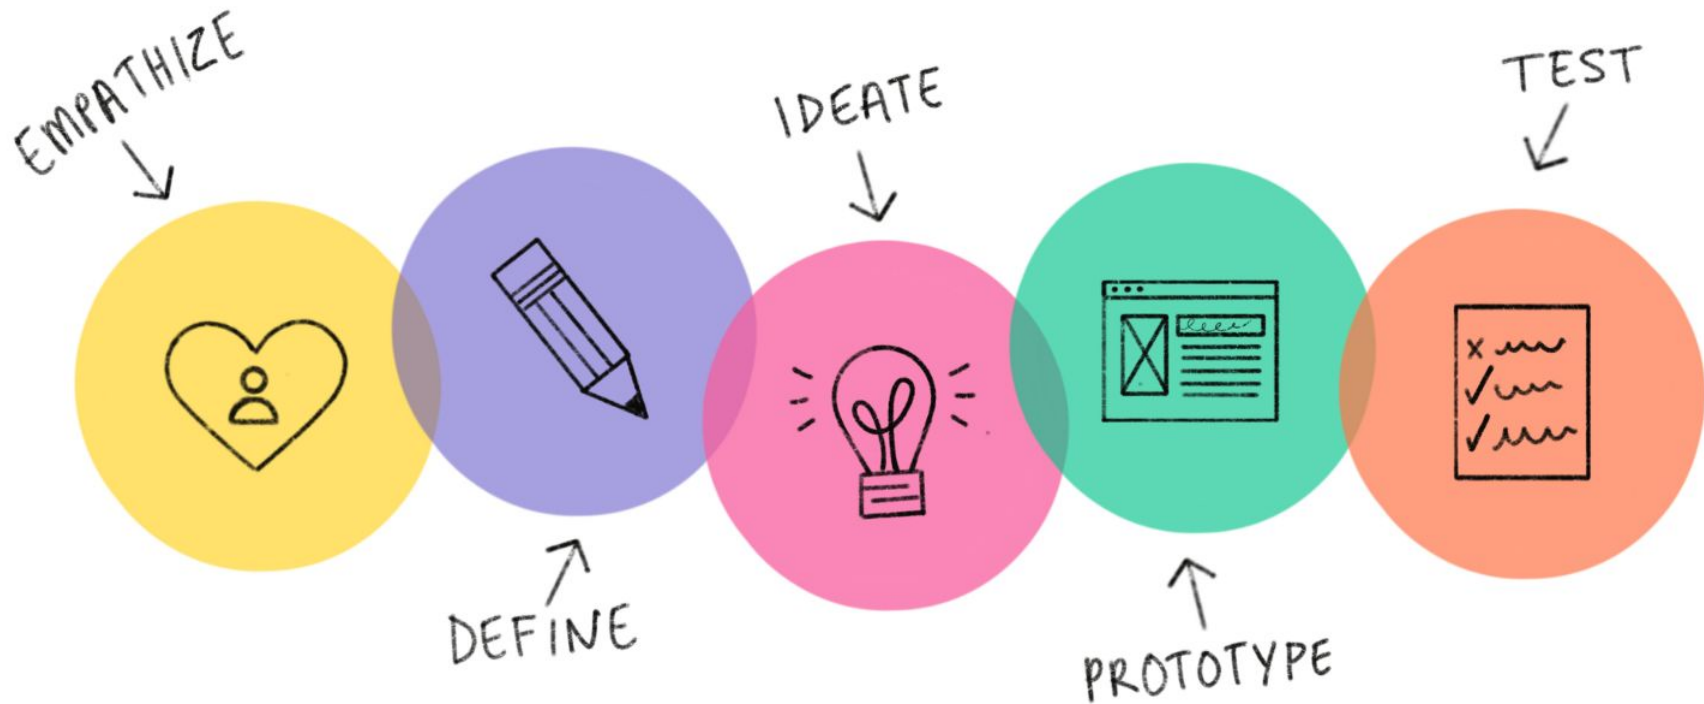 EMPATHIZE
DEFINE
IDEATE
PROTOTYPE
TEST